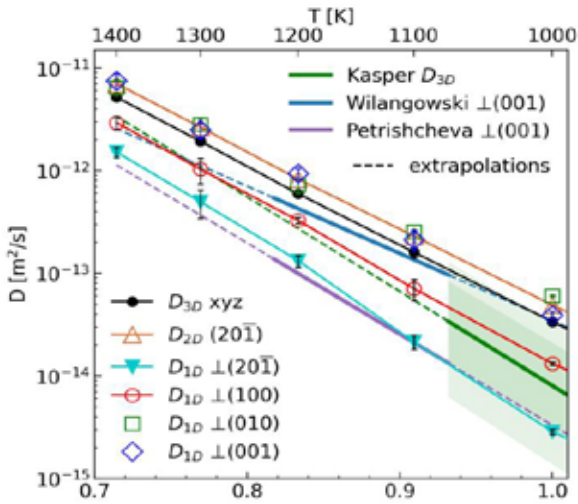 T [K]
1400 1300 1200 1100 1000
10⁻¹¹
10⁻¹²
10⁻¹³
10⁻¹⁴
10⁻¹⁵
D [m²/s]
Kasper D₃D
Wilangowski ⊥(001)
Petrishcheva ⊥(001)
extrapolations
D₃D xyz
D₂D (201̅)
D₁D ⊥(201̅)
D₁D ⊥(100)
D₁D ⊥(010)
D₁D ⊥(001)
0.7 0.8 0.9 1.0